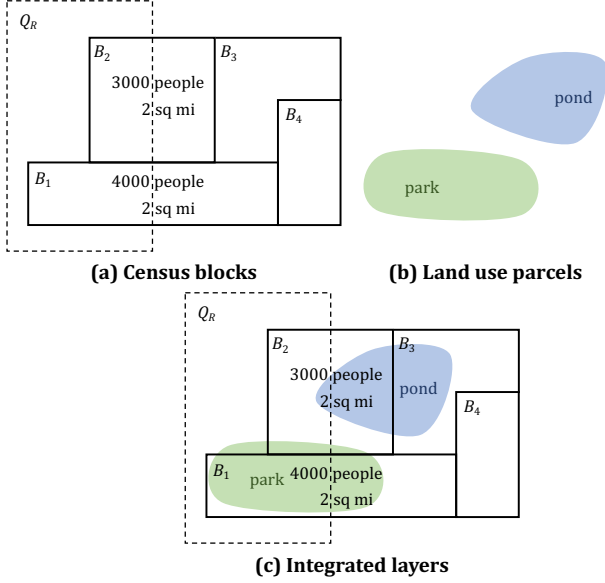 Q_R
B_2
B_3
3000 people
2 sq mi
B_4
B_1
4000 people
2 sq mi
pond
park
(a) Census blocks
(b) Land use parcels
Q_R
B_2
B_3
3000 people
pond
2 sq mi
B_4
B_1
park
4000 people
2 sq mi
(c) Integrated layers